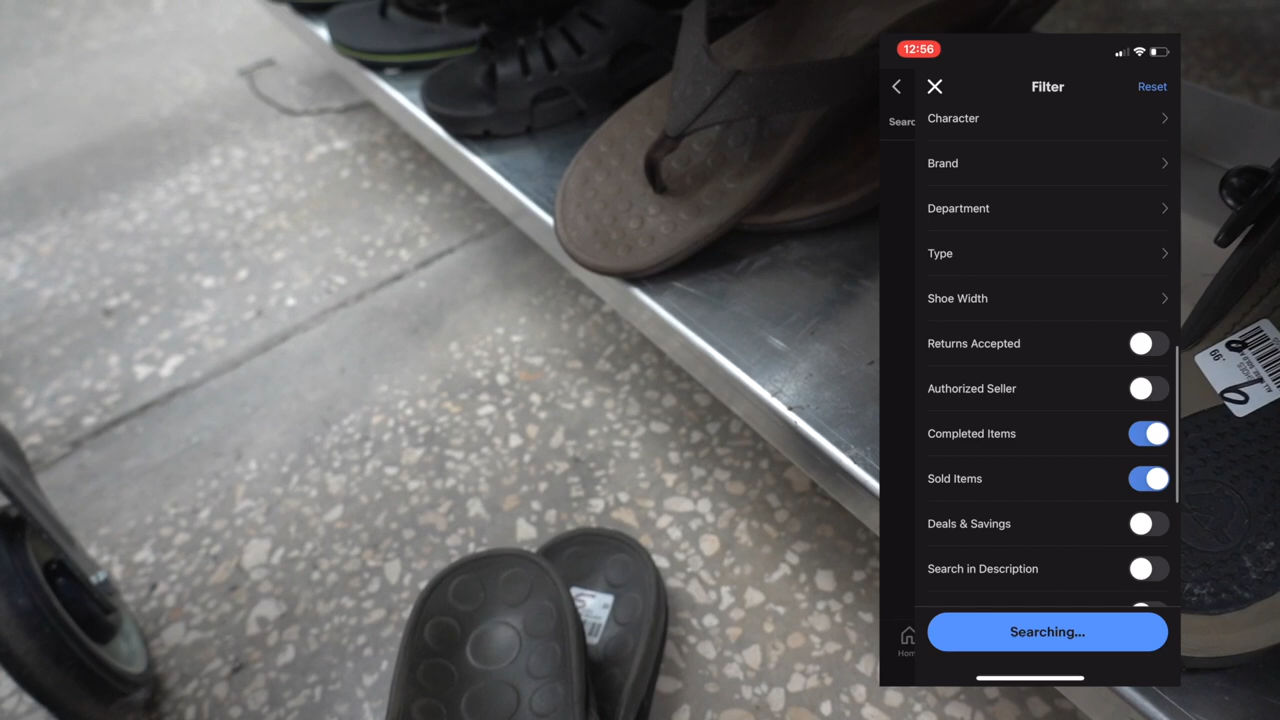 12:56
Filter
Reset
Searc
Character
Brand
Department
Type
Shoe Width
Returns Accepted
Authorized Seller
Completed Items
Sold Items
Deals & Savings
Search in Description
Searching...
Hom
.99